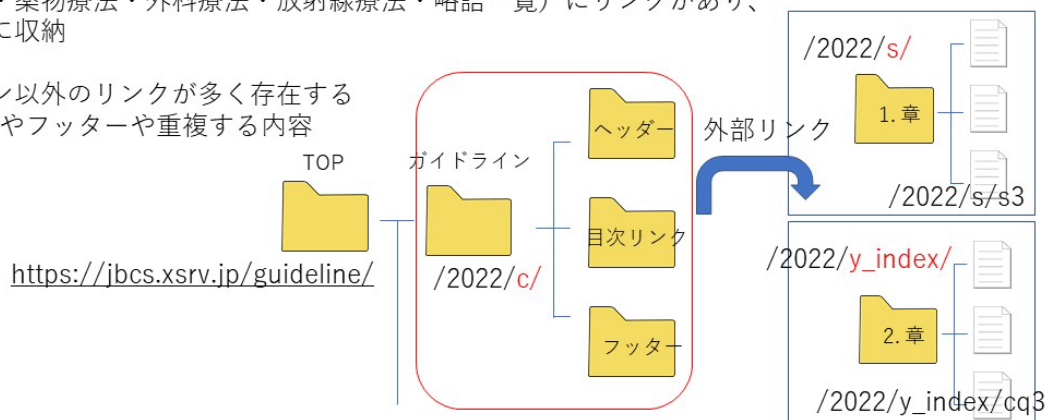 薬物療法・外科療法・放射線療法・略語一覧）にリンクがあり、
に収納
ン以外のリンクが多く存在する
やフッターや重複する内容
TOP
ガイドライン
https://jbcs.xsrv.jp/guideline/
/2022/c/
ヘッダー
目次リンク
フッター
外部リンク
/2022/s/
1.章
/2022/s/s3
/2022/y_index/
2.章
/2022/y_index/cq3